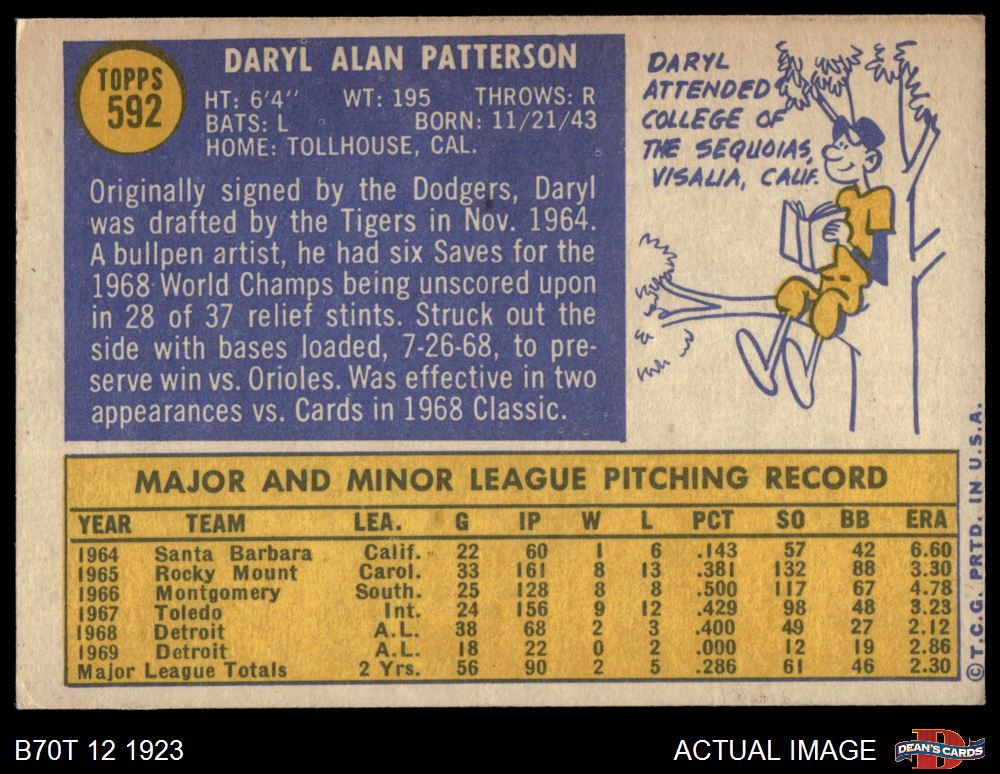 TOPPS
592
DARYL ALAN PATTERSON
HT: 6'4" WT: 195 THROWS: R
BATS: L BORN: 11/21/43
HOME: TOLLHOUSE, CAL.
Originally signed by the Dodgers, Daryl
was drafted by the Tigers in Nov. 1964.
A bullpen artist, he had six Saves for the
1968 World Champs being unscored upon
in 28 of 37 relief stints. Struck out the
side with bases loaded, 7-26-68, to pre-
serve win vs. Orioles. Was effective in two
appearances vs. Cards in 1968 Classic.
DARYL
ATTENDED
COLLEGE OF
THE SEQUOIAS,
VISALIA, CALIF.
MAJOR AND MINOR LEAGUE PITCHING RECORD
YEAR TEAM LEA. G IP W L PCT SO BB ERA
1964 Santa Barbara Calif. 22 60 1 6 .143 57 42 6.60
1965 Rocky Mount Carol. 33 161 8 13 .381 132 88 3.30
1966 Montgomery South. 25 128 8 8 .500 117 67 4.78
1967 Toledo Int. 24 156 9 12 .429 98 48 3.23
1968 Detroit A.L. 38 68 2 3 .400 49 27 2.12
1969 Detroit A.L. 18 22 0 2 .000 12 19 2.86
Major League Totals 2 Yrs. 56 90 2 5 .286 61 46 2.30
©T.C.G. PRTD. IN U.S.A.
B70T 12 1923
ACTUAL IMAGE
DEAN'S CARDS